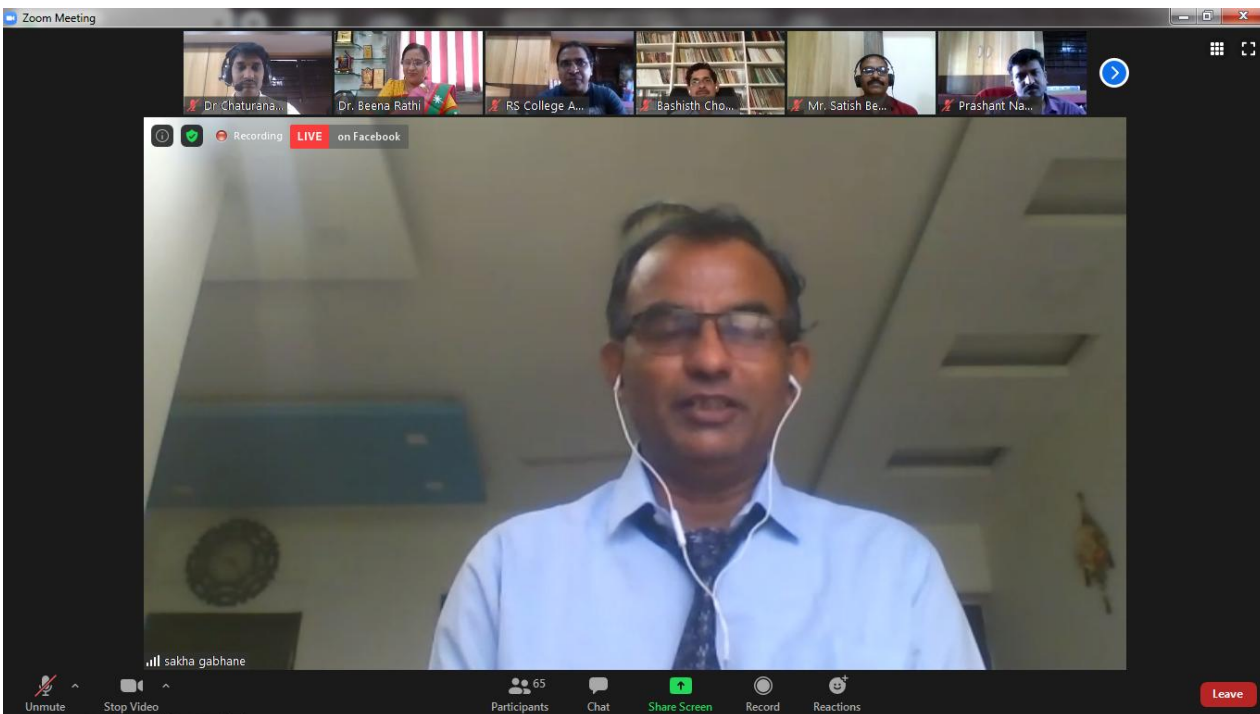 Zoom Meeting
Dr Chaturana...
Dr. Beena Rathi
RS College A...
Bashisth Cho...
Mr. Satish Be...
Prashant Na...
Recording LIVE on Facebook
sakha gabhane
65
Unmute Stop Video Participants Chat Share Screen Record Reactions Leave